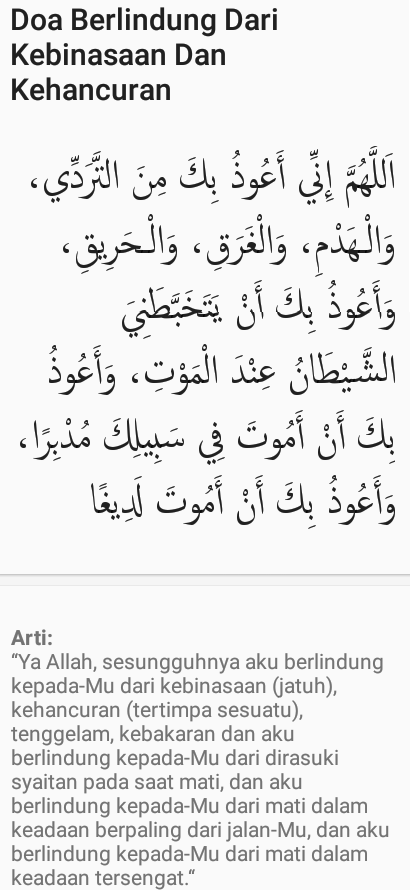 Doa Berlindung Dari
Kebinasaan Dan
Kehancuran
اَللّٰهُمَّ إِنِّي أَعُوذُ بِكَ مِنَ التَّرَدِّي،
وَالْهَدْمِ، وَالْغَرَقِ، وَالْحَرِيقِ،
وَأَعُوذُ بِكَ أَنْ يَتَخَبَّطَنِيَ
الشَّيْطَانُ عِنْدَ الْمَوْتِ، وَأَعُوذُ
بِكَ أَنْ أَمُوتَ فِي سَبِيلِكَ مُدْبِرًا،
وَأَعُوذُ بِكَ أَنْ أَمُوتَ لَدِيغًا
Arti:
“Ya Allah, sesungguhnya aku berlindung
kepada-Mu dari kebinasaan (jatuh),
kehancuran (tertimpa sesuatu),
tenggelam, kebakaran dan aku
berlindung kepada-Mu dari dirasuki
syaitan pada saat mati, dan aku
berlindung kepada-Mu dari mati dalam
keadaan berpaling dari jalan-Mu, dan aku
berlindung kepada-Mu dari mati dalam
keadaan tersengat.“